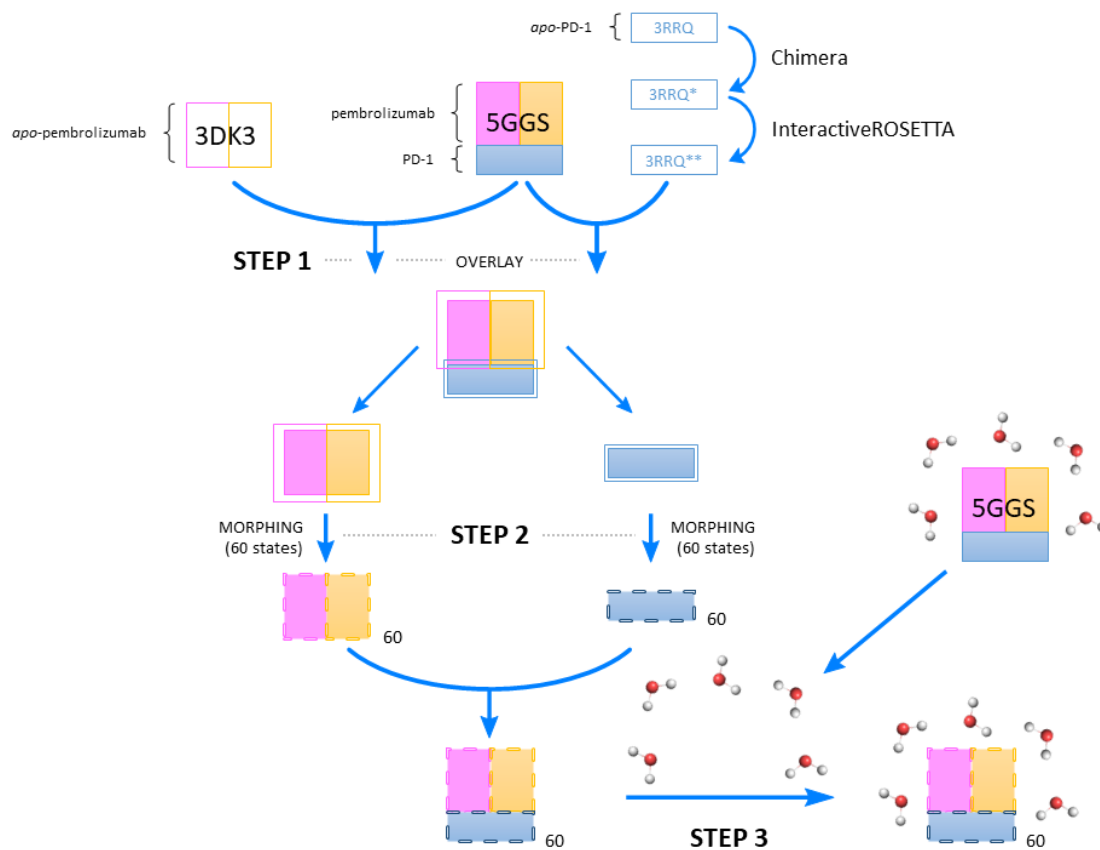 apo-PD-1
3RRQ
Chimera
3RRQ*
InteractiveROSETTA
3RRQ**
apo-pembrolizumab
3DK3
pembrolizumab
5GGS
PD-1
STEP 1
OVERLAY
MORPHING
(60 states)
STEP 2
MORPHING
(60 states)
5GGS
60
60
60
STEP 3
60